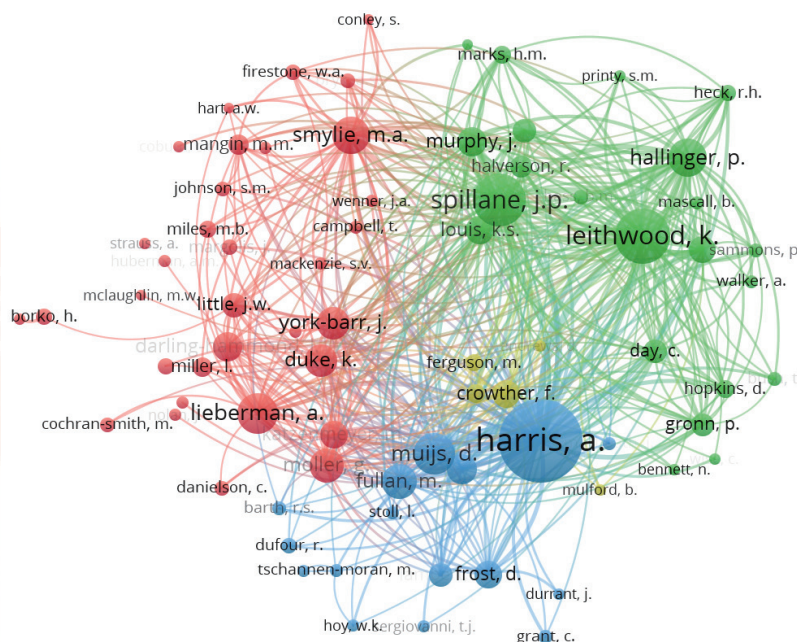 conley, s.
marks, h.m.
firestone, w.a.
printy, s.m.
heck, r.h.
hart, a.w.
smylie, m.a.
murphy, j.
mangin, m.m.
hallinger, p.
halverson, r.
johnson, s.m.
mascall, b.
wenner, j.a.
spillane, j.p.
campbell, t.
miles, m.b.
louis, k.s.
leithwood, k.
strauss, a.
sammons, p.
mackenzie, s.v.
walker, a.
mclaughlin, m.w.
little, j.w.
borko, h.
york-barr, j.
day, c.
duke, k.
ferguson, m.
miller, l.
crowther, f.
hopkins, d.
lieberman, a.
cochran-smith, m.
gronn, p.
harris, a.
muijs, d.
moller, g.
bennett, n.
fullan, m.
danielson, c.
mulford, b.
barth, r.s.
stoll, l.
dufour, r.
tschannen-moran, m.
frost, d.
durrant, j.
hoy, w.k.
sergiovanni, t.j.
grant, c.